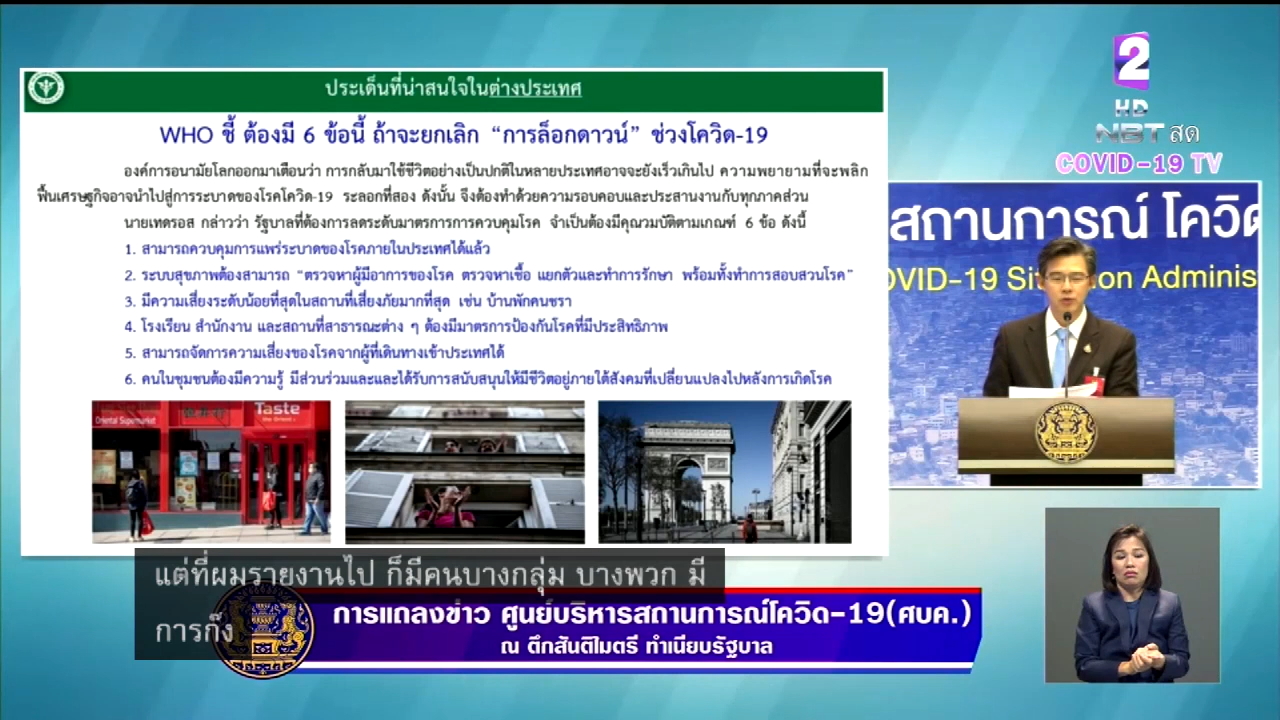 ประเด็นที่น่าสนใจในต่างประเทศ
WHO ชี้ ต้องมี 6 ข้อนี้ ถ้าจะยกเลิก “การล็อกดาวน์” ช่วงโควิด-19
องค์การอนามัยโลกออกมาเตือนว่า การกลับมาใช้ชีวิตอย่างเป็นปกติในหลายประเทศอาจจะยังเร็วเกินไป ความพยายามที่จะพลิก
ฟื้นเศรษฐกิจอาจนำไปสู่การระบาดของโรคโควิด-19 ระลอกที่สอง ดังนั้น จึงต้องทำด้วยความรอบคอบและประสานงานกับทุกภาคส่วน
นายเทดรอส กล่าวว่า รัฐบาลที่ต้องการลดระดับมาตรการการควบคุมโรค จำเป็นต้องมีคุณวมบัติตามเกณฑ์ 6 ข้อ ดังนี้
1. สามารถควบคุมการแพร่ระบาดของโรคภายในประเทศได้แล้ว
2. ระบบสุขภาพต้องสามารถ “ตรวจหาผู้มีอาการของโรค ตรวจหาเชื้อ แยกตัวและทำการรักษา พร้อมทั้งทำการสอบสวนโรค”
3. มีความเสี่ยงระดับน้อยที่สุดในสถานที่เสี่ยงภัยมากที่สุด เช่น บ้านพักคนชรา
4. โรงเรียน สำนักงาน และสถานที่สาธารณะต่าง ๆ ต้องมีมาตรการป้องกันโรคที่มีประสิทธิภาพ
5. สามารถจัดการความเสี่ยงของโรคจากผู้ที่เดินทางเข้าประเทศได้
6. คนในชุมชนต้องมีความรู้ มีส่วนร่วมและและได้รับการสนับสนุนให้มีชีวิตอยู่ภายใต้สังคมที่เปลี่ยนแปลงไปหลังการเกิดโรค
Oriental Supermarket
Taste
the Orient
2
HD
NBT สด
COVID-19 TV
สถานการณ์ โควิด
OVID-19 Si on Adminis
แต่ที่ผมรายงานไป ก็มีคนบางกลุ่ม บางพวก มี
การก๊ง
การแถลงข่าว ศูนย์บริหารสถานการณ์โควิด-19(ศบค.)
ณ ตึกสันติไมตรี ทำเนียบรัฐบาล